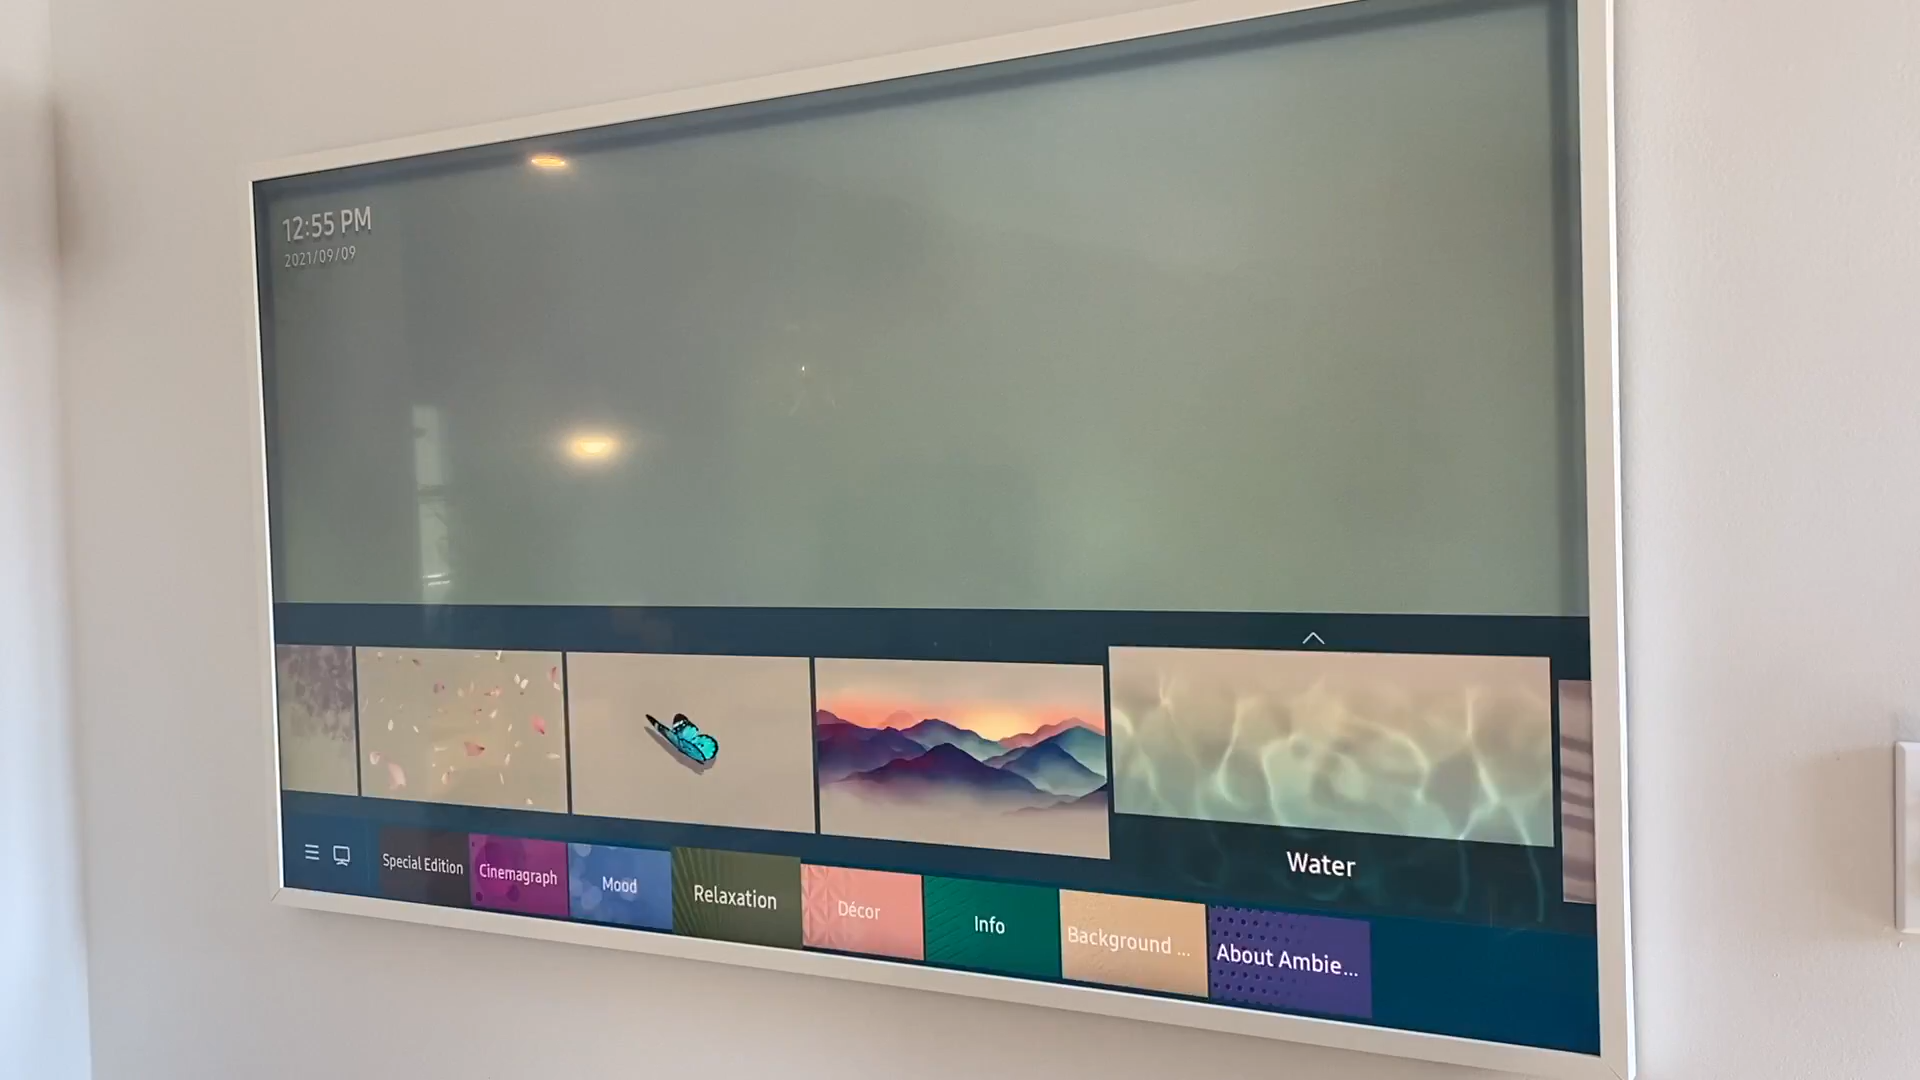 12:55 PM
2021/09/09
Water
Special Edition
Cinemagraph
Mood
Relaxation
Décor
Info
Background ...
About Ambie...